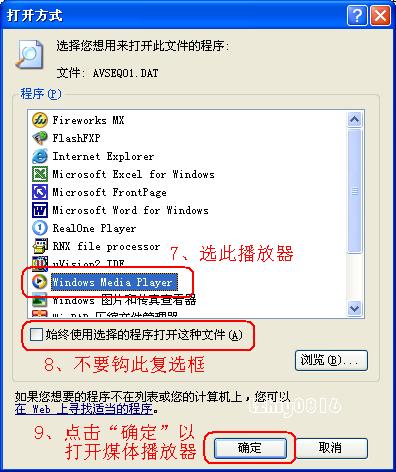 打开方式
选择您想用来打开此文件的程序:
文件: AVSEQ01.DAT
程序(P)
Fireworks MX
FlashFXP
Internet Explorer
Microsoft Excel for Windows
Microsoft FrontPage
Microsoft Word for Windows
RealOne Player
RNX file processor
7、选此播放器
uVision2 IDE
Windows Media Player
Windows 图片和传真查看器
WinRAR 压缩文件管理器
始终使用选择的程序打开这种文件(A)
8、不要钩此复选框
浏览(B)...
如果您想要的程序不在列表或您的计算机上，您可以
在 Web 上寻找适当的程序。
9、点击“确定”以
打开媒体播放器
确定
取消